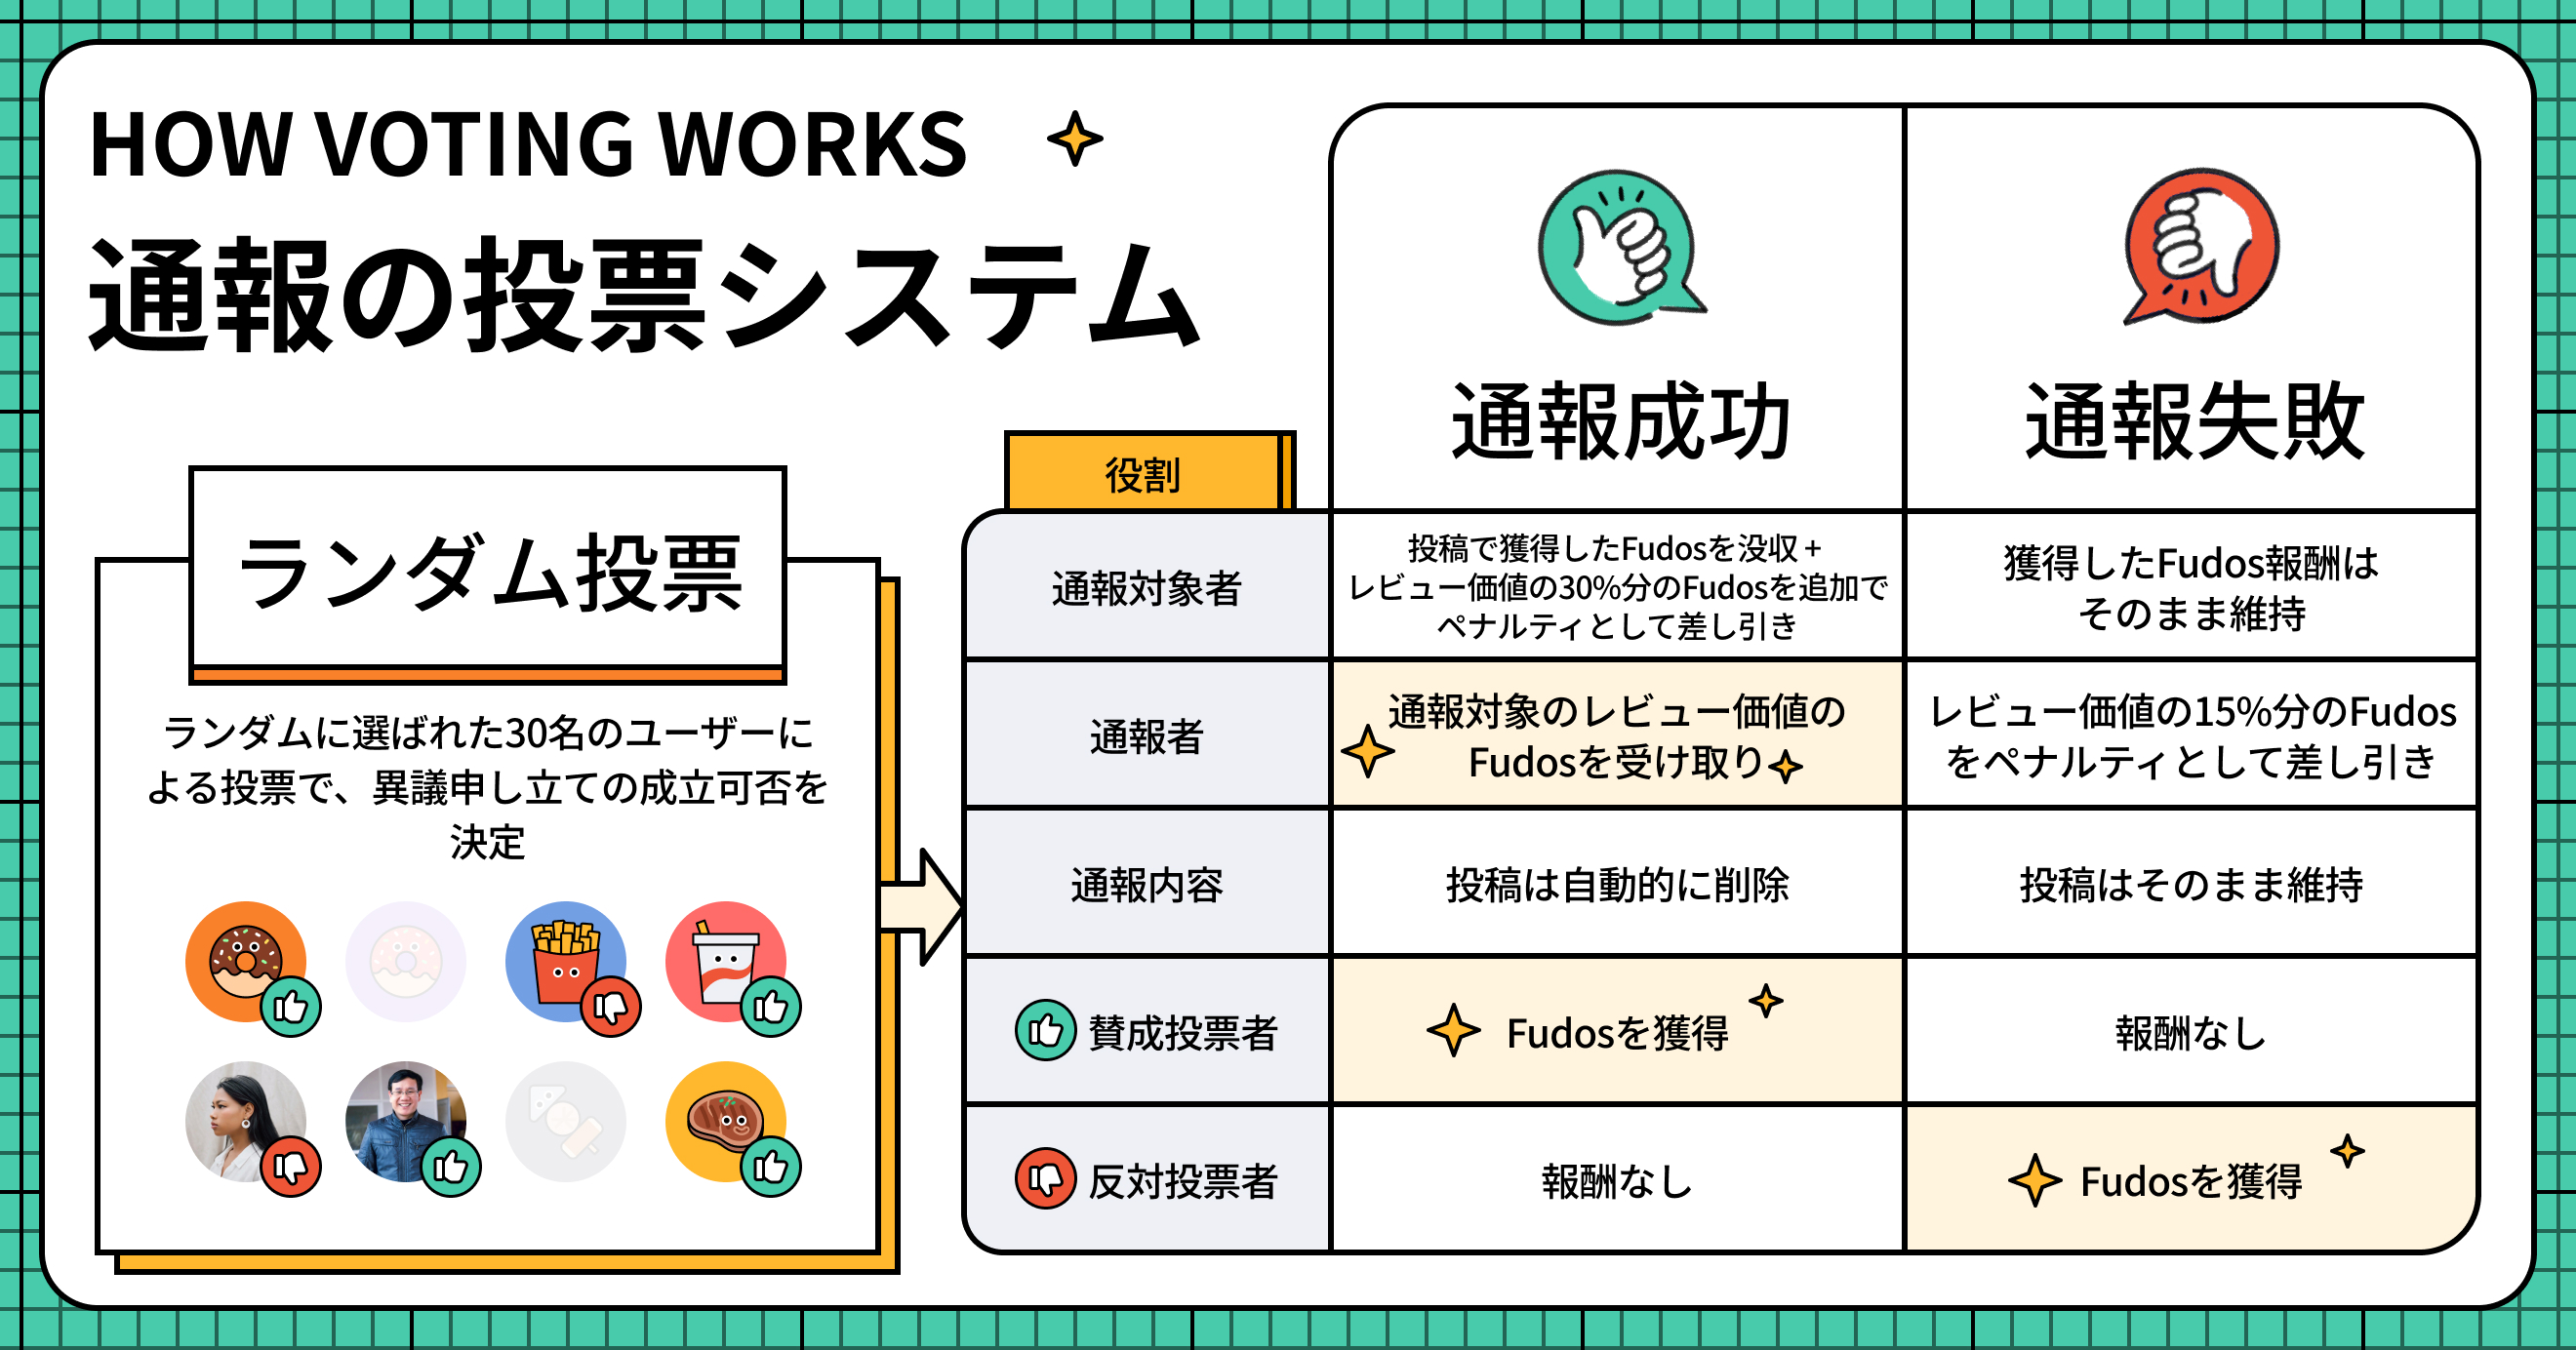 HOW VOTING WORKS
通報の投票システム
ランダム投票
ランダムに選ばれた30名のユーザーに
よる投票で、異議申し立ての成立可否を
決定
役割
通報成功
通報失敗
通報対象者
投稿で獲得したFudosを没収 +
レビュー価値の30%分のFudosを追加で
ペナルティとして差し引き
獲得したFudos報酬は
そのまま維持
通報者
通報対象のレビュー価値の
Fudosを受け取り
レビュー価値の15%分のFudos
をペナルティとして差し引き
通報内容
投稿は自動的に削除
投稿はそのまま維持
賛成投票者
Fudosを獲得
報酬なし
反対投票者
報酬なし
Fudosを獲得